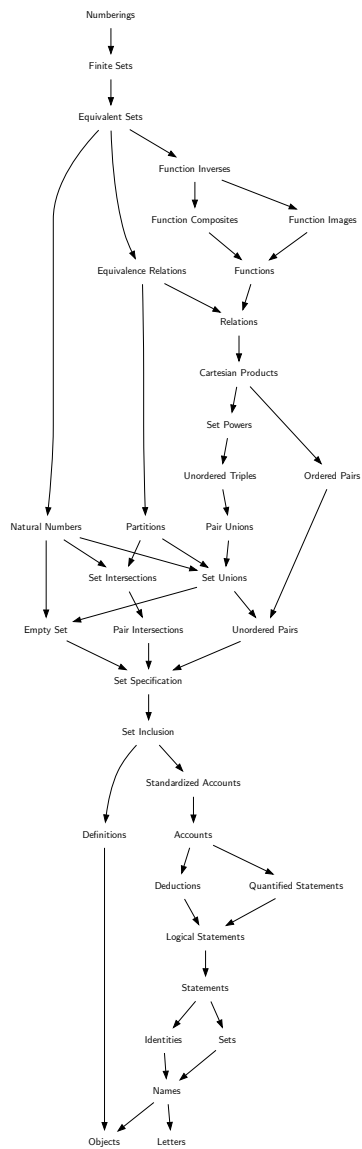 Numberings
Finite Sets
Equivalent Sets
Function Inverses
Function Composites
Function Images
Equivalence Relations
Functions
Relations
Cartesian Products
Set Powers
Unordered Triples
Ordered Pairs
Natural Numbers
Partitions
Pair Unions
Set Intersections
Set Unions
Empty Set
Pair Intersections
Unordered Pairs
Set Specification
Set Inclusion
Standardized Accounts
Definitions
Accounts
Deductions
Quantified Statements
Logical Statements
Statements
Identities
Sets
Names
Objects
Letters